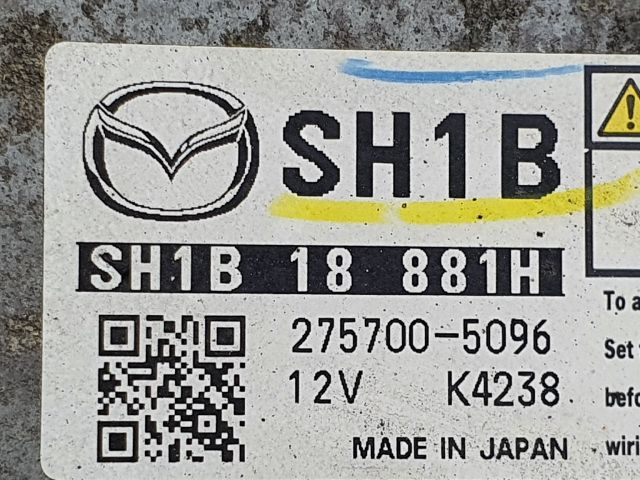 SH1B
SH1B 18 881H
275700-5096
12V K4238
MADE IN JAPAN
To a
Set
befo
wiri